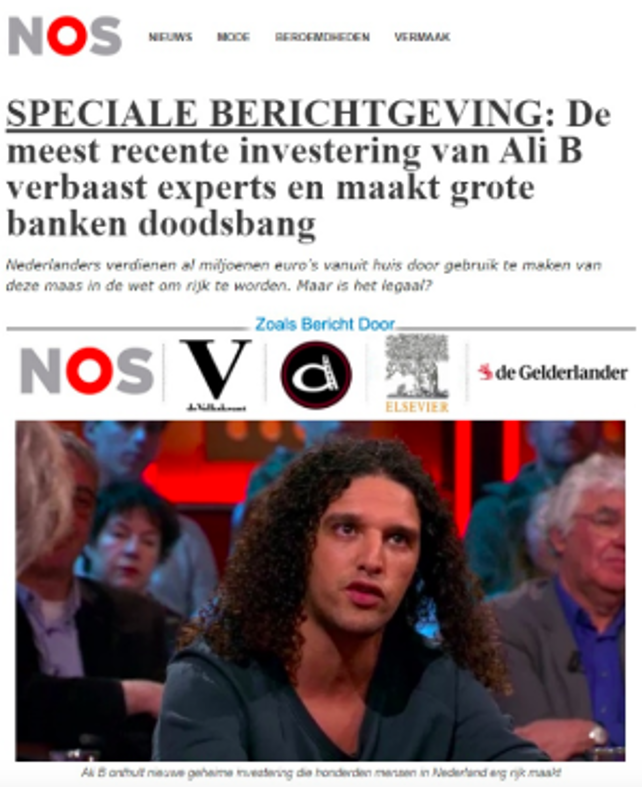 NOS
NIEUWS MODE BEROEMDHEDEN VERMAAK
SPECIALE BERICHTGEVING: De
meest recente investering van Ali B
verbaast experts en maakt grote
banken doodsbang
Nederlanders verdienen al miljoenen euro's vanuit huis door gebruik te maken van
deze maas in de wet om rijk te worden. Maar is het legaal?
Zoals Bericht Door
NOS V d ELSEVIER de Gelderlander
de Volkskrant
Ali B onthult nieuwe geheime investering die honderden mensen in Nederland erg rijk maakt